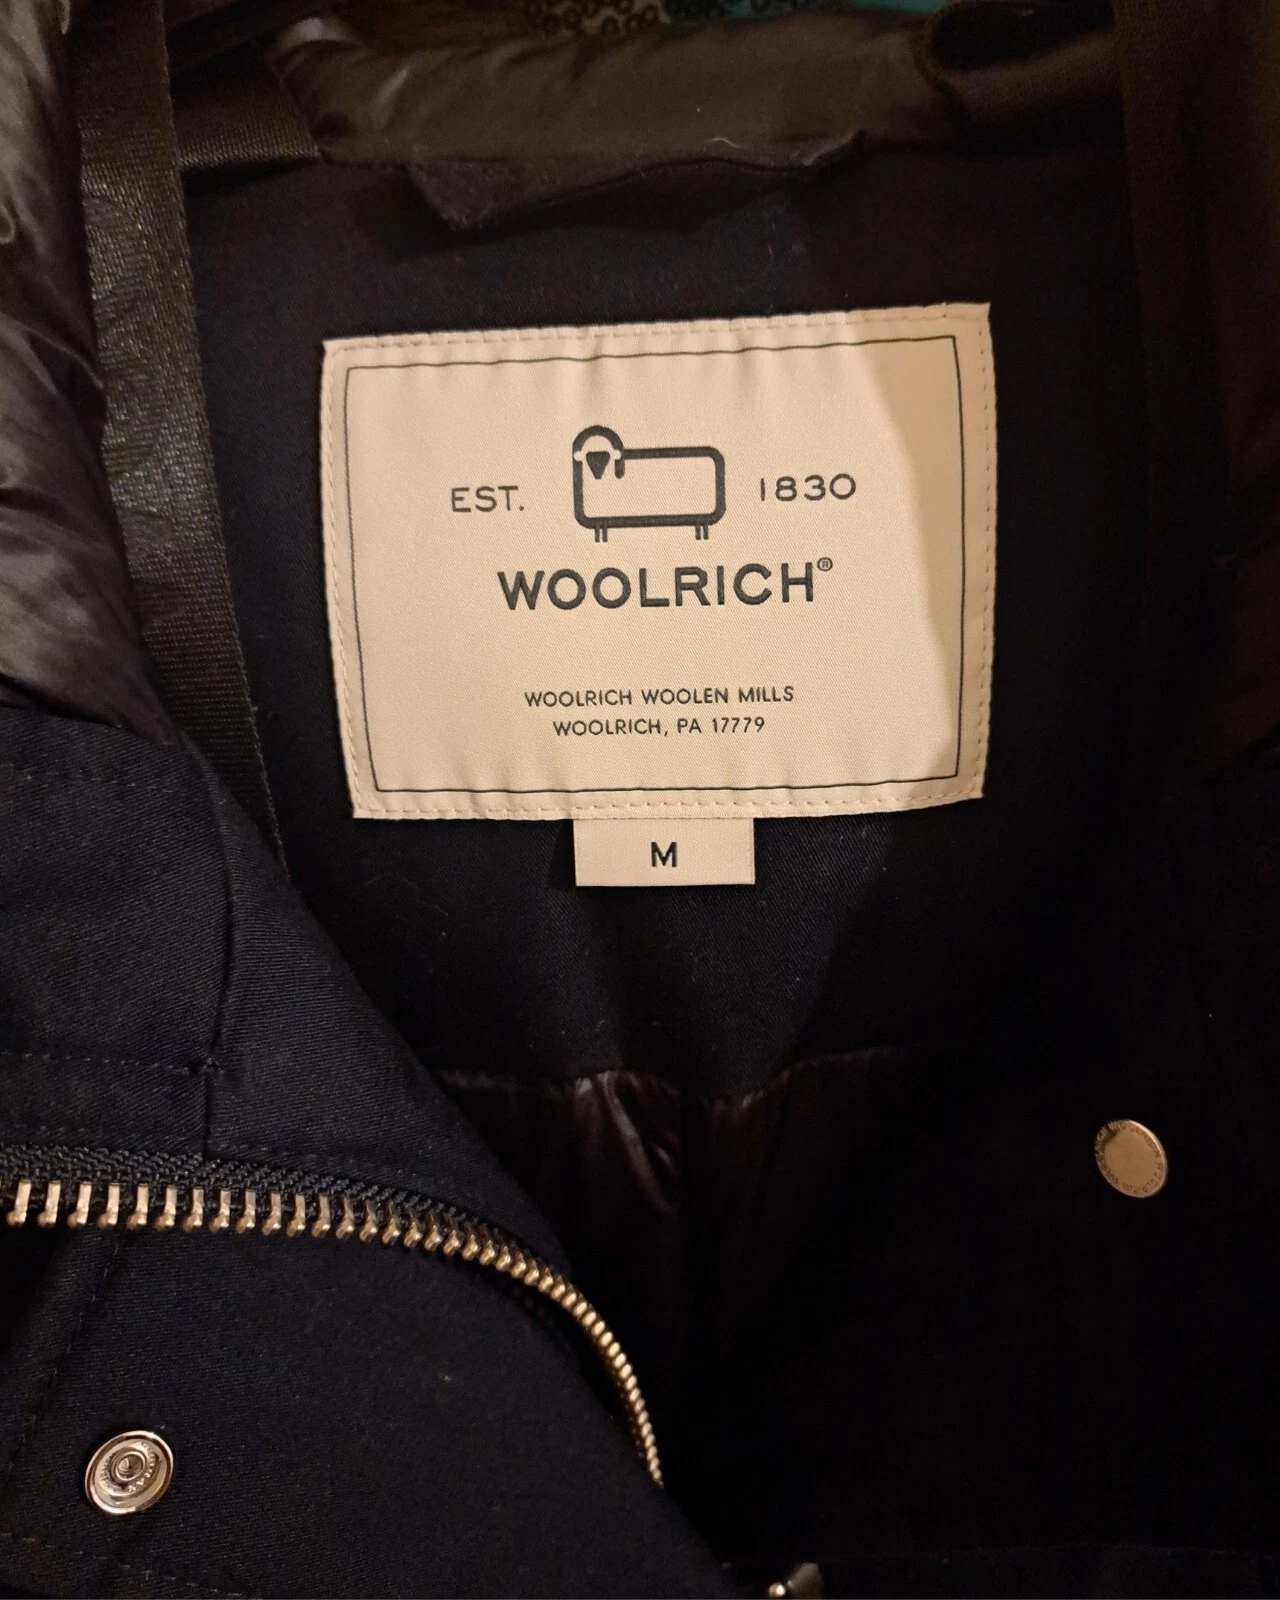 EST. 1830
WOOLRICH®
WOOLRICH WOOLEN MILLS
WOOLRICH, PA 17779
M